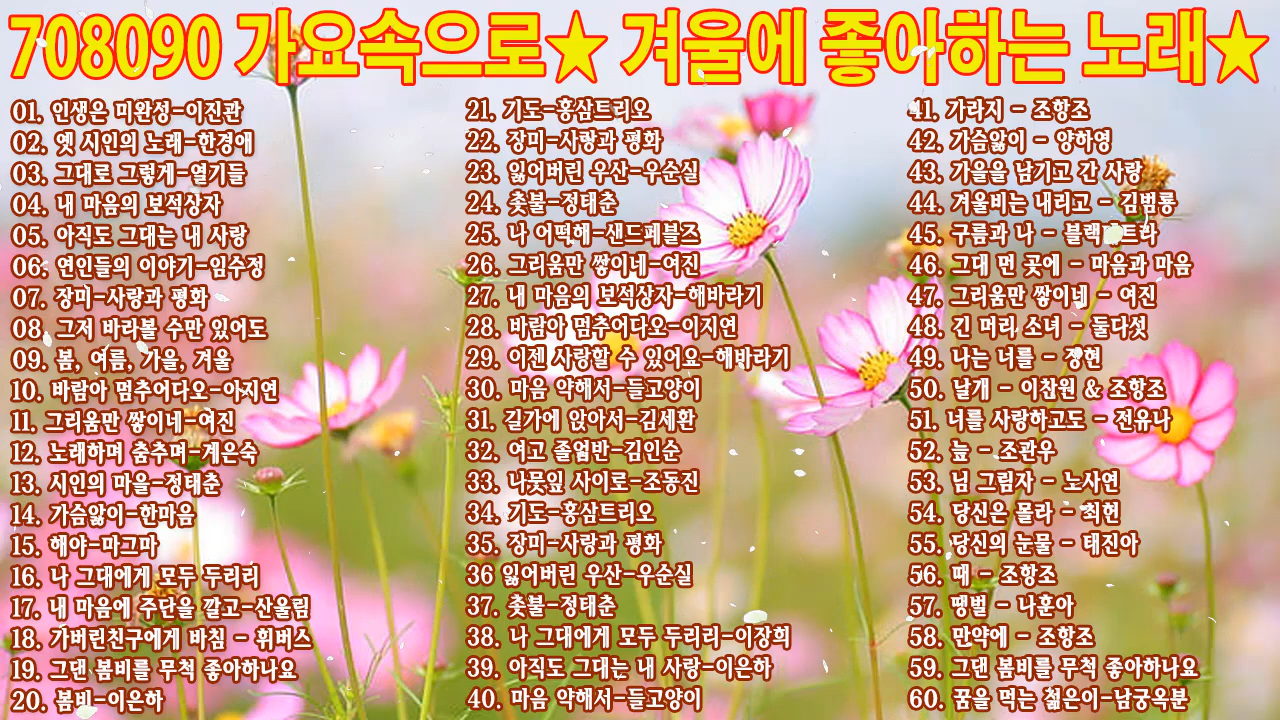 708090 가요속으로★ 겨울에 좋아하는 노래★
01. 인생은 미완성-이진관
02. 옛 시인의 노래-한경애
03. 그대로 그렇게-열기들
04. 내 마음의 보석상자
05. 아직도 그대는 내 사랑
06. 연인들의 이야기-임수정
07. 장미-사랑과 평화
08. 그저 바라볼 수만 있어도
09. 봄, 여름, 가을, 겨울
10. 바람아 멈추어다오-아지연
11. 그리움만 쌓이네-여진
12. 노래하며 춤추며-계은숙
13. 시인의 마을-정태춘
14. 가슴앓이-한마음
15. 해야-마그마
16. 나 그대에게 모두 두리리
17. 내 마음에 주단을 깔고-산울림
18. 가버린친구에게 바침 - 휘버스
19. 그댄 봄비를 무척 좋아하나요
20. 봄비-이은하
21. 기도-홍삼트리오
22. 장미-사랑과 평화
23. 잃어버린 우산-우순실
24. 촛불-정태춘
25. 나 어떡해-샌드페블즈
26. 그리움만 쌓이네-여진
27. 내 마음의 보석상자-해바라기
28. 바람아 멈추어다오-이지연
29. 이젠 사랑할 수 있어요-해바라기
30. 마음 약해서-들고양이
31. 길가에 앉아서-김세환
32. 여고 졸업반-김인순
33. 나뭇잎 사이로-조동진
34. 기도-홍삼트리오
35. 장미-사랑과 평화
36 잃어버린 우산-우순실
37. 촛불-정태춘
38. 나 그대에게 모두 두리리-이장희
39. 아직도 그대는 내 사랑-이은하
40. 마음 약해서-들고양이
41. 가라지 - 조항조
42. 가슴앓이 - 양하영
43. 가을을 남기고 간 사랑
44. 겨울비는 내리고 - 김범룡
45. 구름과 나 - 블랙테트라
46. 그대 먼 곳에 - 마음과 마음
47. 그리움만 쌓이네 - 여진
48. 긴 머리 소녀 - 둘다섯
49. 나는 너를 - 장현
50. 날개 - 이찬원 & 조항조
51. 너를 사랑하고도 - 전유나
52. 늪 - 조관우
53. 님 그림자 - 노사연
54. 당신은 몰라 - 최헌
55. 당신의 눈물 - 태진아
56. 때 - 조항조
57. 땡벌 - 나훈아
58. 만약에 - 조항조
59. 그댄 봄비를 무척 좋아하나요
60. 꿈을 먹는 젊은이-남궁옥분